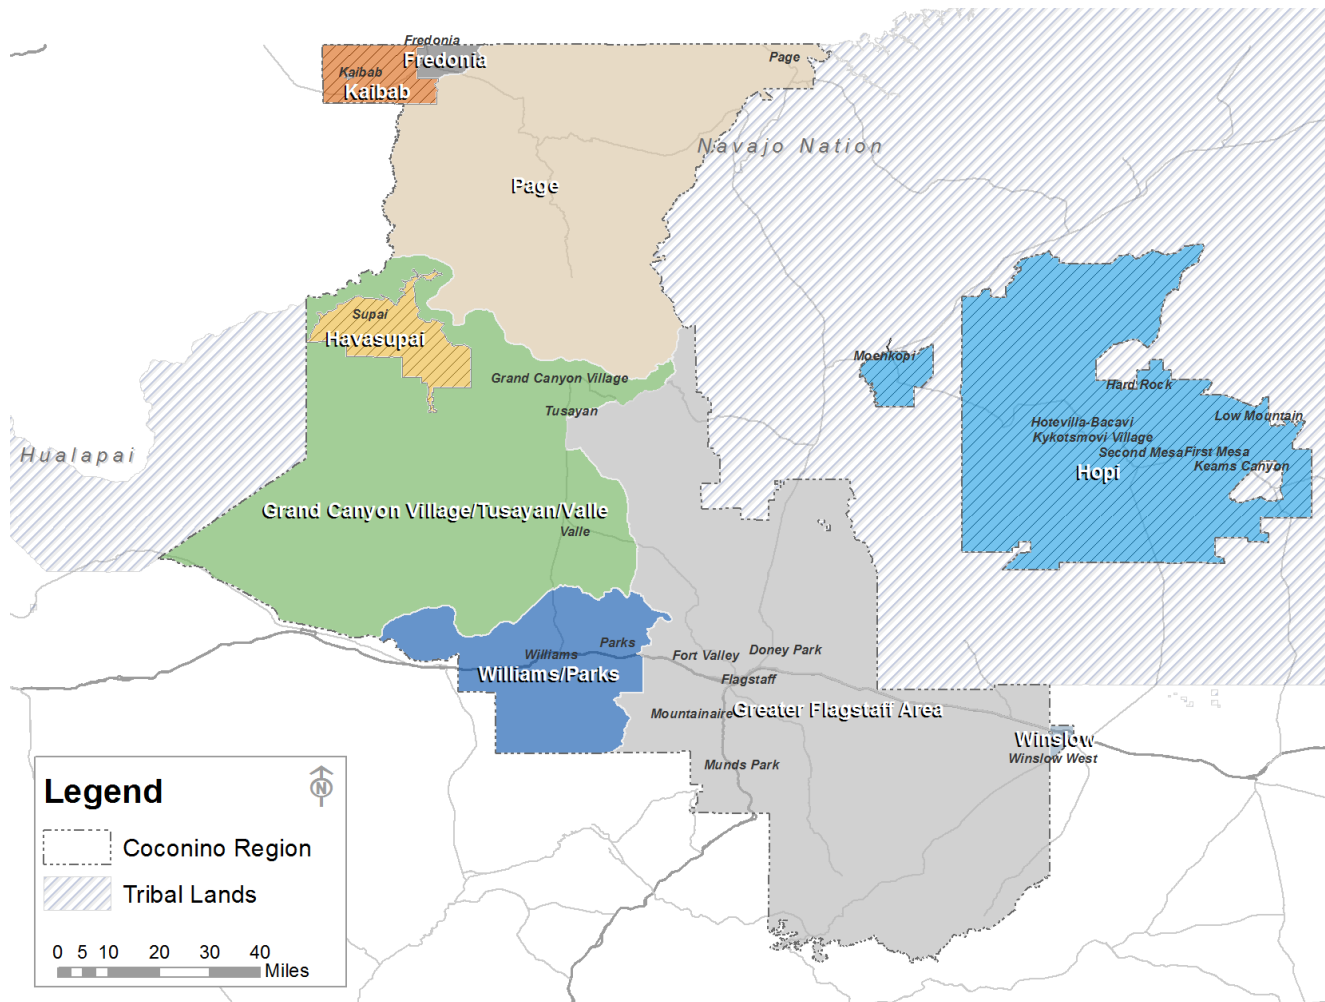 Fredonia
Fredonia
Page
Kaibab
Kaibab
Navajo Nation
Page
Supai
Havasupai
Moenkopi
Grand Canyon Village
Hard Rock
Tusayan
Low Mountain
Hotevilla-Bacavi
Kykotsmovi Village
Second Mesa
First Mesa
Keams Canyon
Hopi
Hualapai
Grand Canyon Village/Tusayan/Valle
Valle
Parks
Williams
Fort Valley
Doney Park
Williams/Parks
Flagstaff
Mountainaire
Greater Flagstaff Area
Winslow
Winslow West
Munds Park
Legend
N
Coconino Region
Tribal Lands
0 5 10 20 30 40
Miles